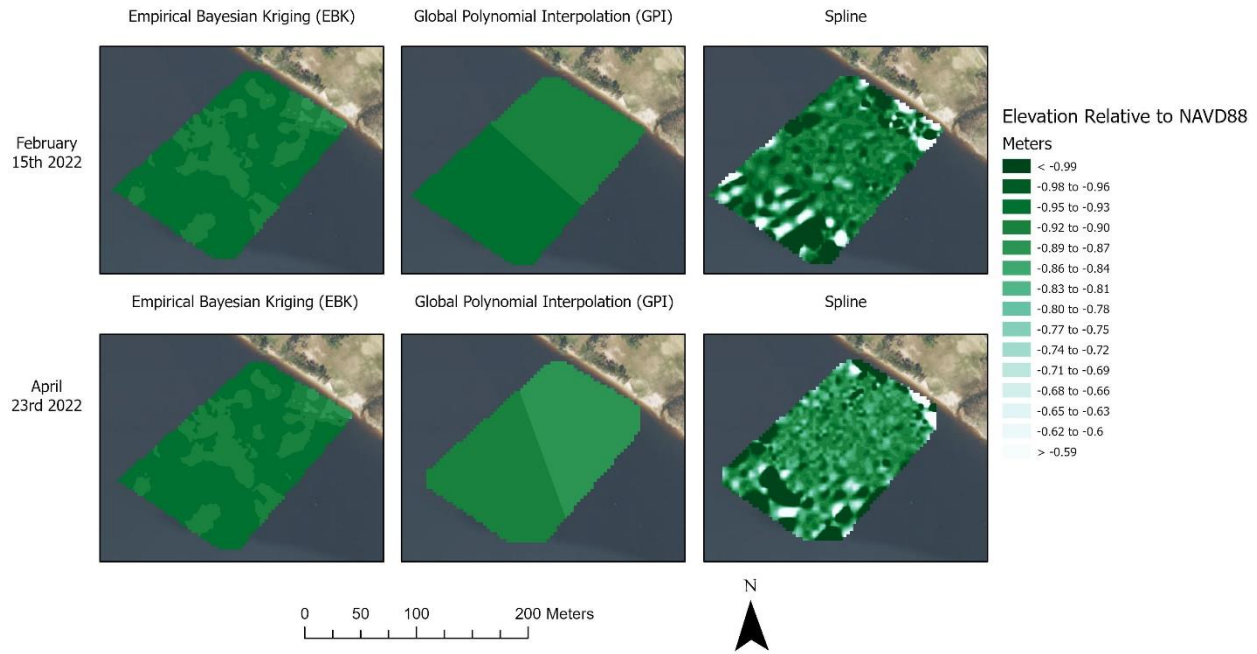 Empirical Bayesian Kriging (EBK)
Global Polynomial Interpolation (GPI)
Spline
February
15th 2022
Empirical Bayesian Kriging (EBK)
Global Polynomial Interpolation (GPI)
Spline
April
23rd 2022
Elevation Relative to NAVD88
Meters
< -0.99
-0.98 to -0.96
-0.95 to -0.93
-0.92 to -0.90
-0.89 to -0.87
-0.86 to -0.84
-0.83 to -0.81
-0.80 to -0.78
-0.77 to -0.75
-0.74 to -0.72
-0.71 to -0.69
-0.68 to -0.66
-0.65 to -0.63
-0.62 to -0.6
> -0.59
0 50 100 200 Meters
N